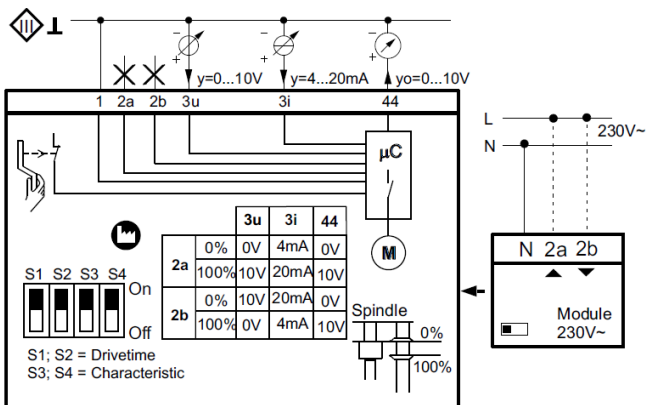 III
y=0...10V y=4...20mA yo=0...10V
1 2a 2b 3u 3i 44
L
230V~
N
µC
3u 3i 44
2a 0% 0V 4mA 0V
100% 10V 20mA 10V
2b 0% 10V 20mA 0V
100% 0V 4mA 10V
M
N 2a 2b
S1 S2 S3 S4
On
Off
Spindle
0%
100%
Module
230V~
S1; S2 = Drivetime
S3; S4 = Characteristic